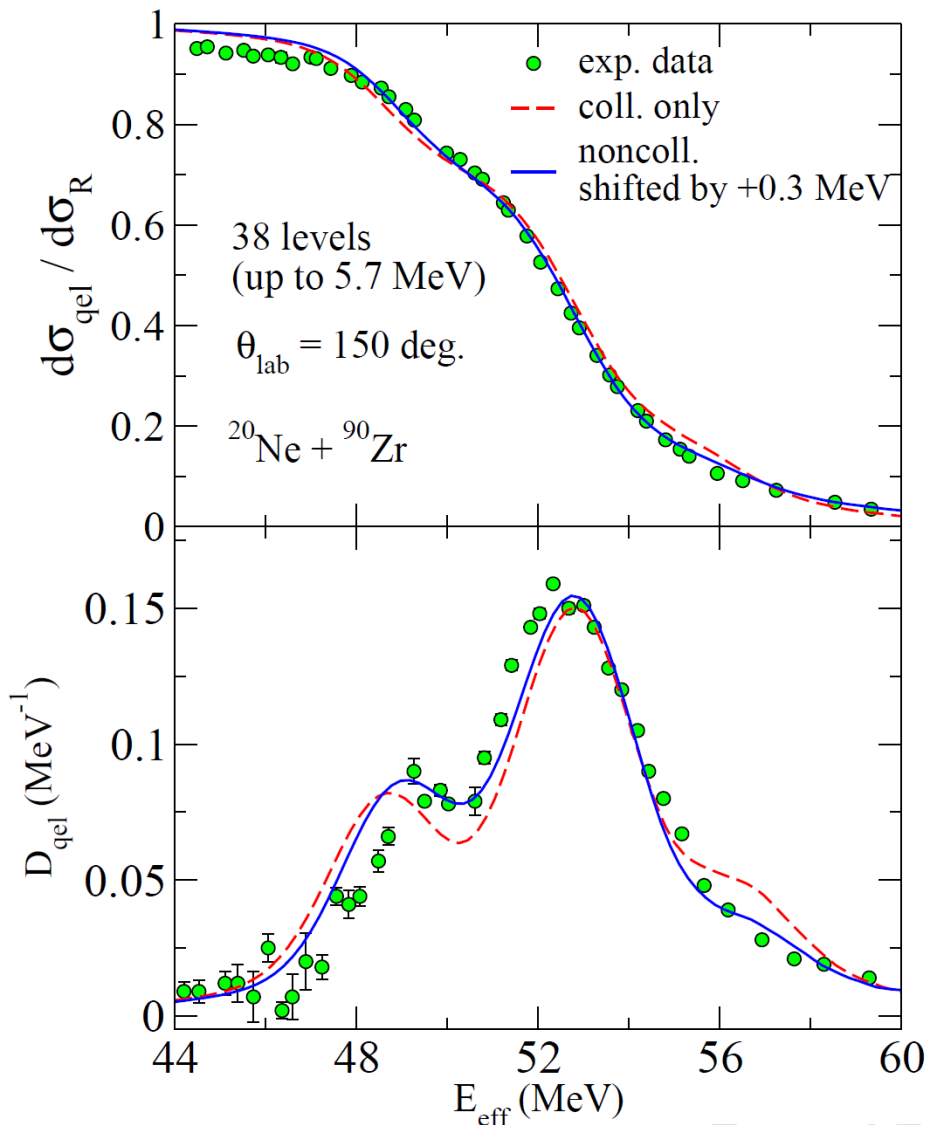 1
0.8
0.6
0.4
0.2
0
dσqel / dσR
exp. data
coll. only
noncoll.
shifted by +0.3 MeV
38 levels
(up to 5.7 MeV)
θlab = 150 deg.
20Ne + 90Zr
0.15
0.1
0.05
0
Dqel (MeV-1)
44 48 52 56 60
Eeff (MeV)